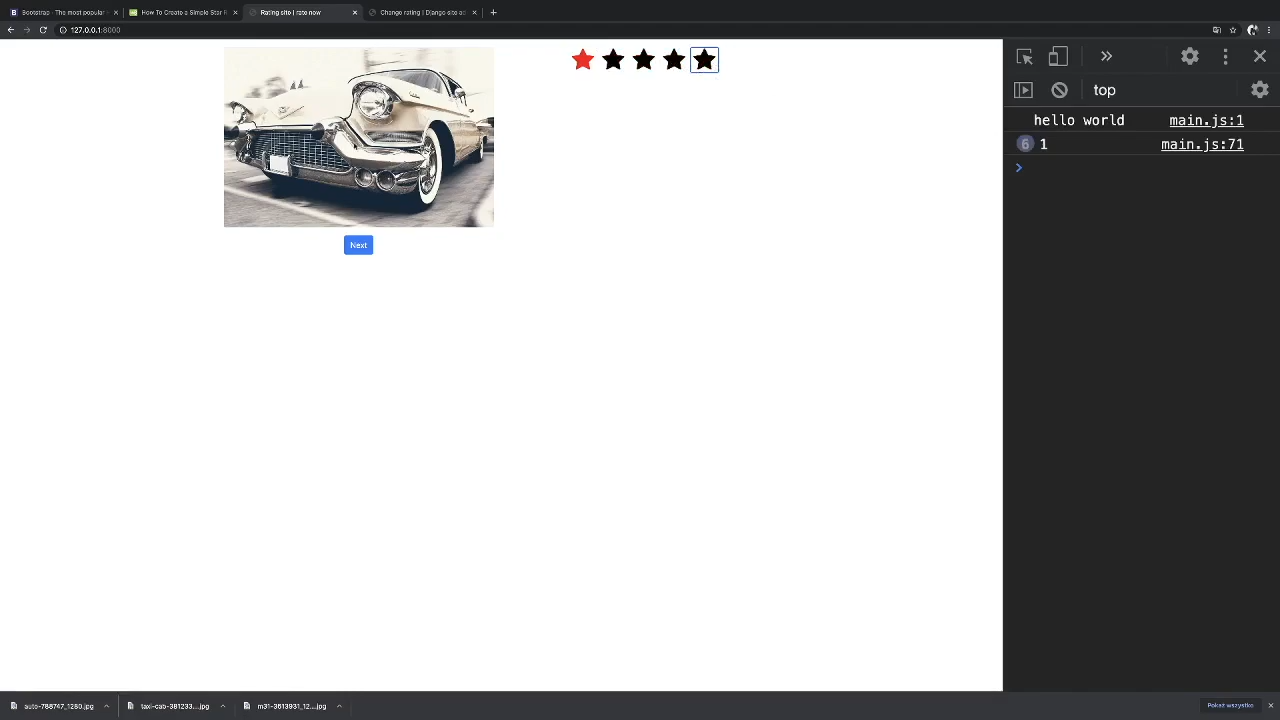 Bootstrap · The most popular
How To Create a Simple Star R
Rating site | rate now
Change rating | Django site ad
127.0.0.1:8000
top
hello world main.js:1
6 1 main.js:71
Next
auto-788747_1280.jpg
taxi-cab-381233....jpg
m31-3613931_12....jpg
Pokaż wszystko